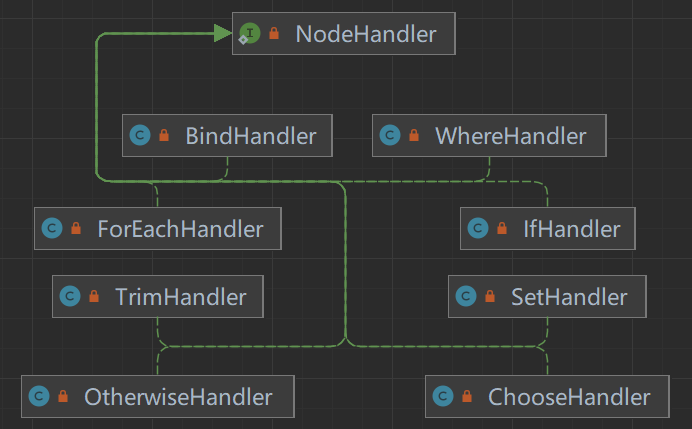 NodeHandler
BindHandler
WhereHandler
ForEachHandler
IfHandler
TrimHandler
SetHandler
OtherwiseHandler
ChooseHandler